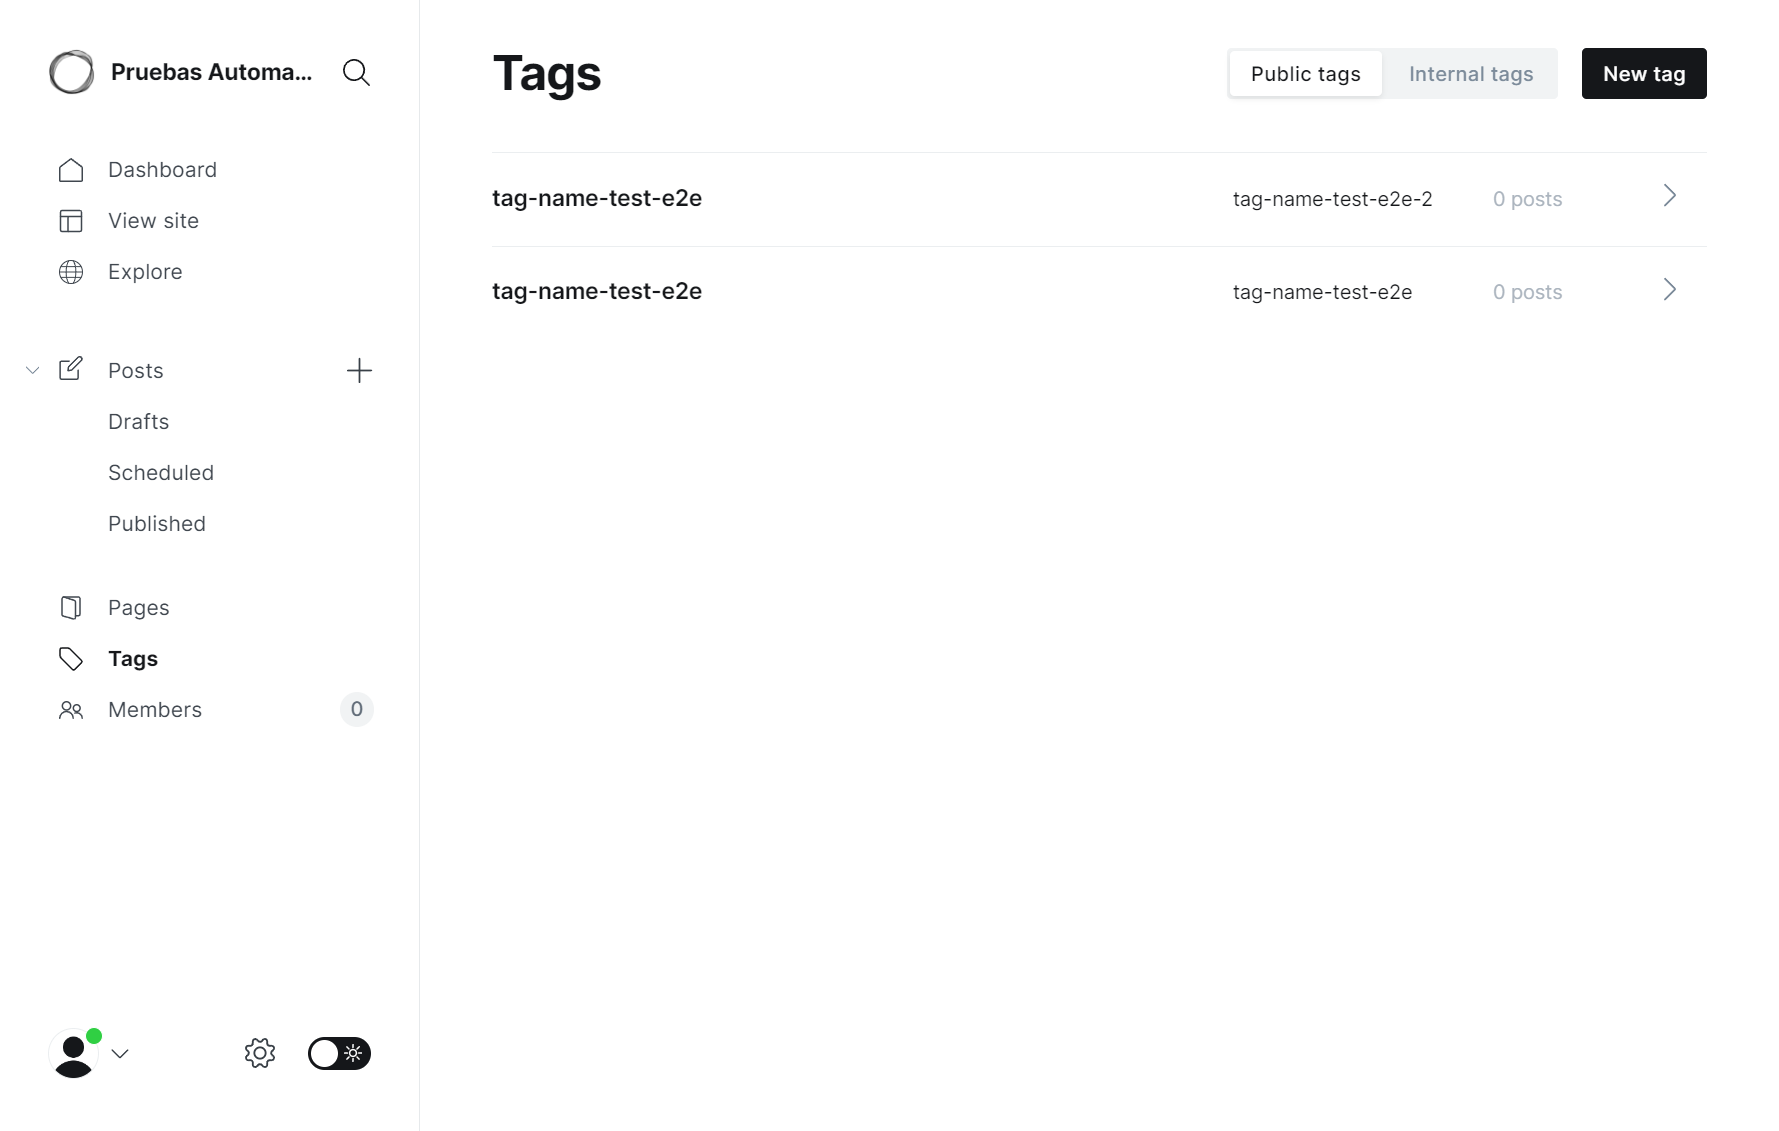 Pruebas Automa...
Dashboard
View site
Explore
Posts
Drafts
Scheduled
Published
Pages
Tags
Members
0
Tags
Public tags
Internal tags
New tag
tag-name-test-e2e
tag-name-test-e2e-2
0 posts
tag-name-test-e2e
tag-name-test-e2e
0 posts